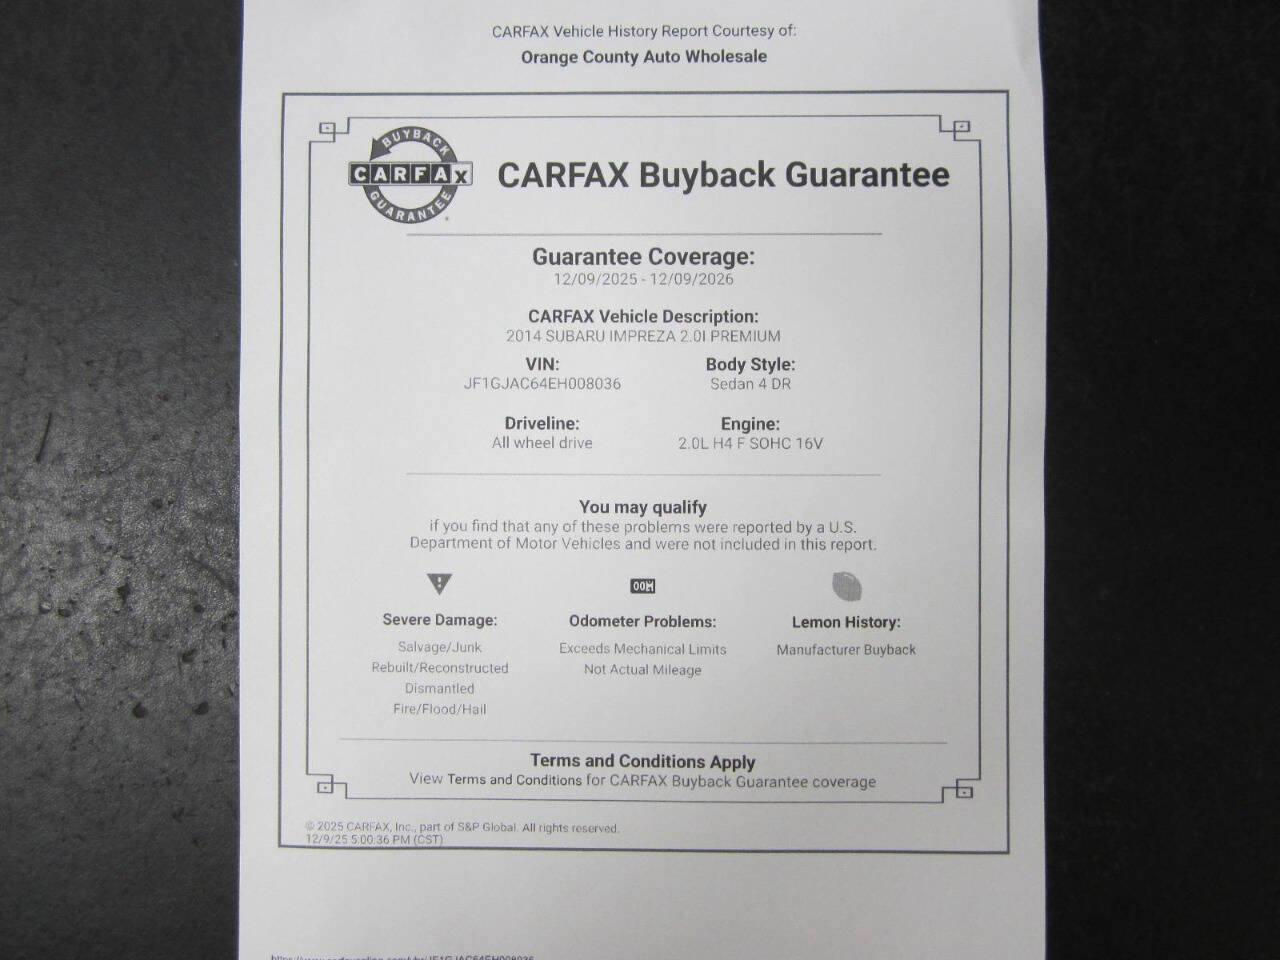 CARFAX Vehicle History Report Courtesy of:
Orange County Auto Wholesale
BUYBACK
CARFAX
GUARANTEE
CARFAX Buyback Guarantee
Guarantee Coverage:
12/09/2025 - 12/09/2026
CARFAX Vehicle Description:
2014 SUBARU IMPREZA 2.0I PREMIUM
VIN:
JF1GJAC64EH008036
Body Style:
Sedan 4 DR
Driveline:
All wheel drive
Engine:
2.0L H4 F SOHC 16V
You may qualify
if you find that any of these problems were reported by a U.S.
Department of Motor Vehicles and were not included in this report.
Severe Damage:
Salvage/Junk
Rebuilt/Reconstructed
Dismantled
Fire/Flood/Hail
Odometer Problems:
Exceeds Mechanical Limits
Not Actual Mileage
Lemon History:
Manufacturer Buyback
Terms and Conditions Apply
View Terms and Conditions for CARFAX Buyback Guarantee coverage
© 2025 CARFAX, Inc., part of S&P Global. All rights reserved.
12/9/25 5:00:36 PM (CST)